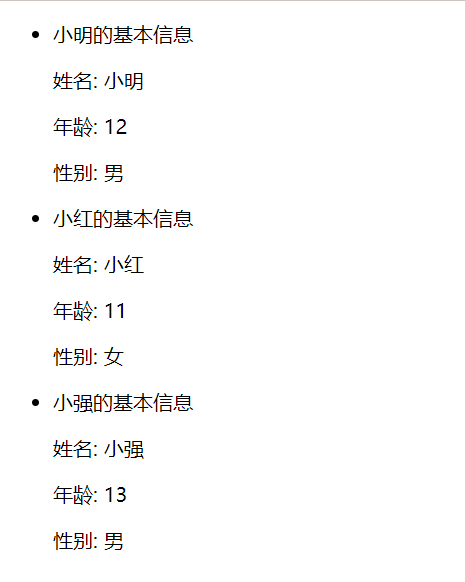 小明的基本信息
姓名: 小明
年龄: 12
性别: 男
小红的基本信息
姓名: 小红
年龄: 11
性别: 女
小强的基本信息
姓名: 小强
年龄: 13
性别: 男